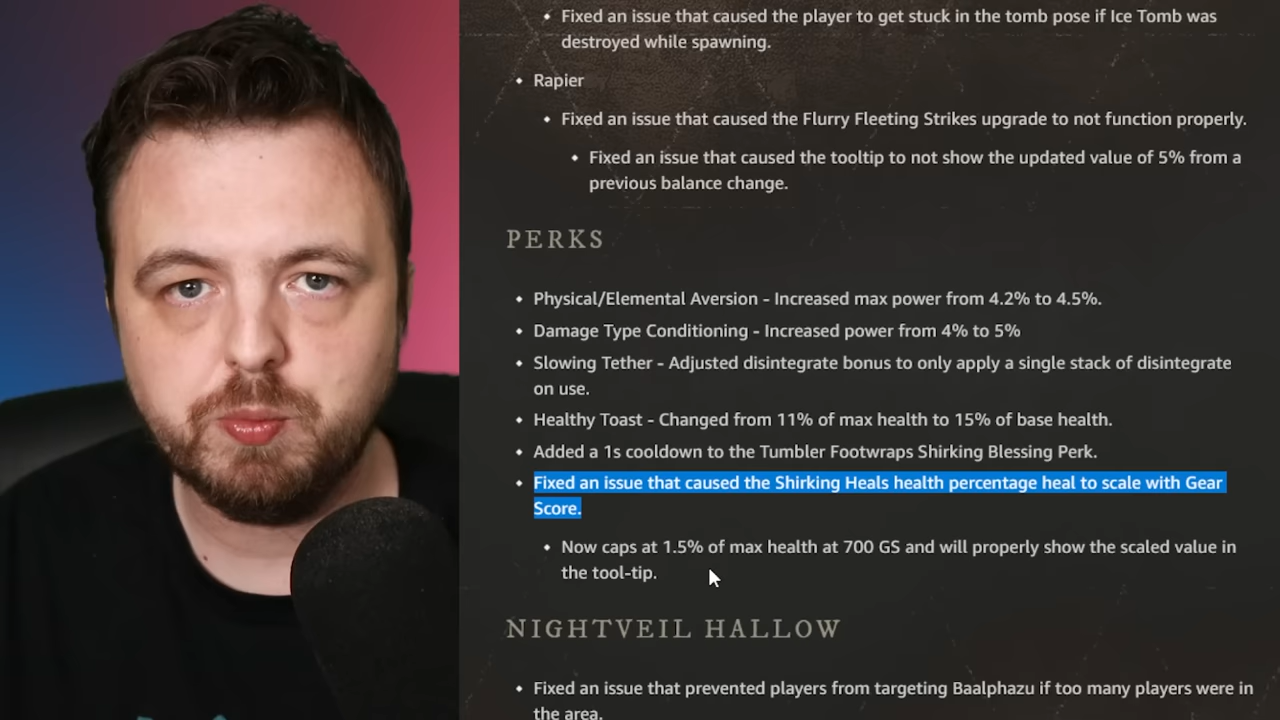 Fixed an issue that caused the player to get stuck in the tomb pose if Ice Tomb was
destroyed while spawning.
Rapier
Fixed an issue that caused the Flurry Fleeting Strikes upgrade to not function properly.
Fixed an issue that caused the tooltip to not show the updated value of 5% from a
previous balance change.
PERKS
Physical/Elemental Aversion - Increased max power from 4.2% to 4.5%.
Damage Type Conditioning - Increased power from 4% to 5%
Slowing Tether - Adjusted disintegrate bonus to only apply a single stack of disintegrate
on use.
Healthy Toast - Changed from 11% of max health to 15% of base health.
Added a 1s cooldown to the Tumbler Footwraps Shirking Blessing Perk.
Fixed an issue that caused the Shirking Heals health percentage heal to scale with Gear
Score.
Now caps at 1.5% of max health at 700 GS and will properly show the scaled value in
the tool-tip.
NIGHTVEIL HALLOW
Fixed an issue that prevented players from targeting Baalphazu if too many players were in
the area.